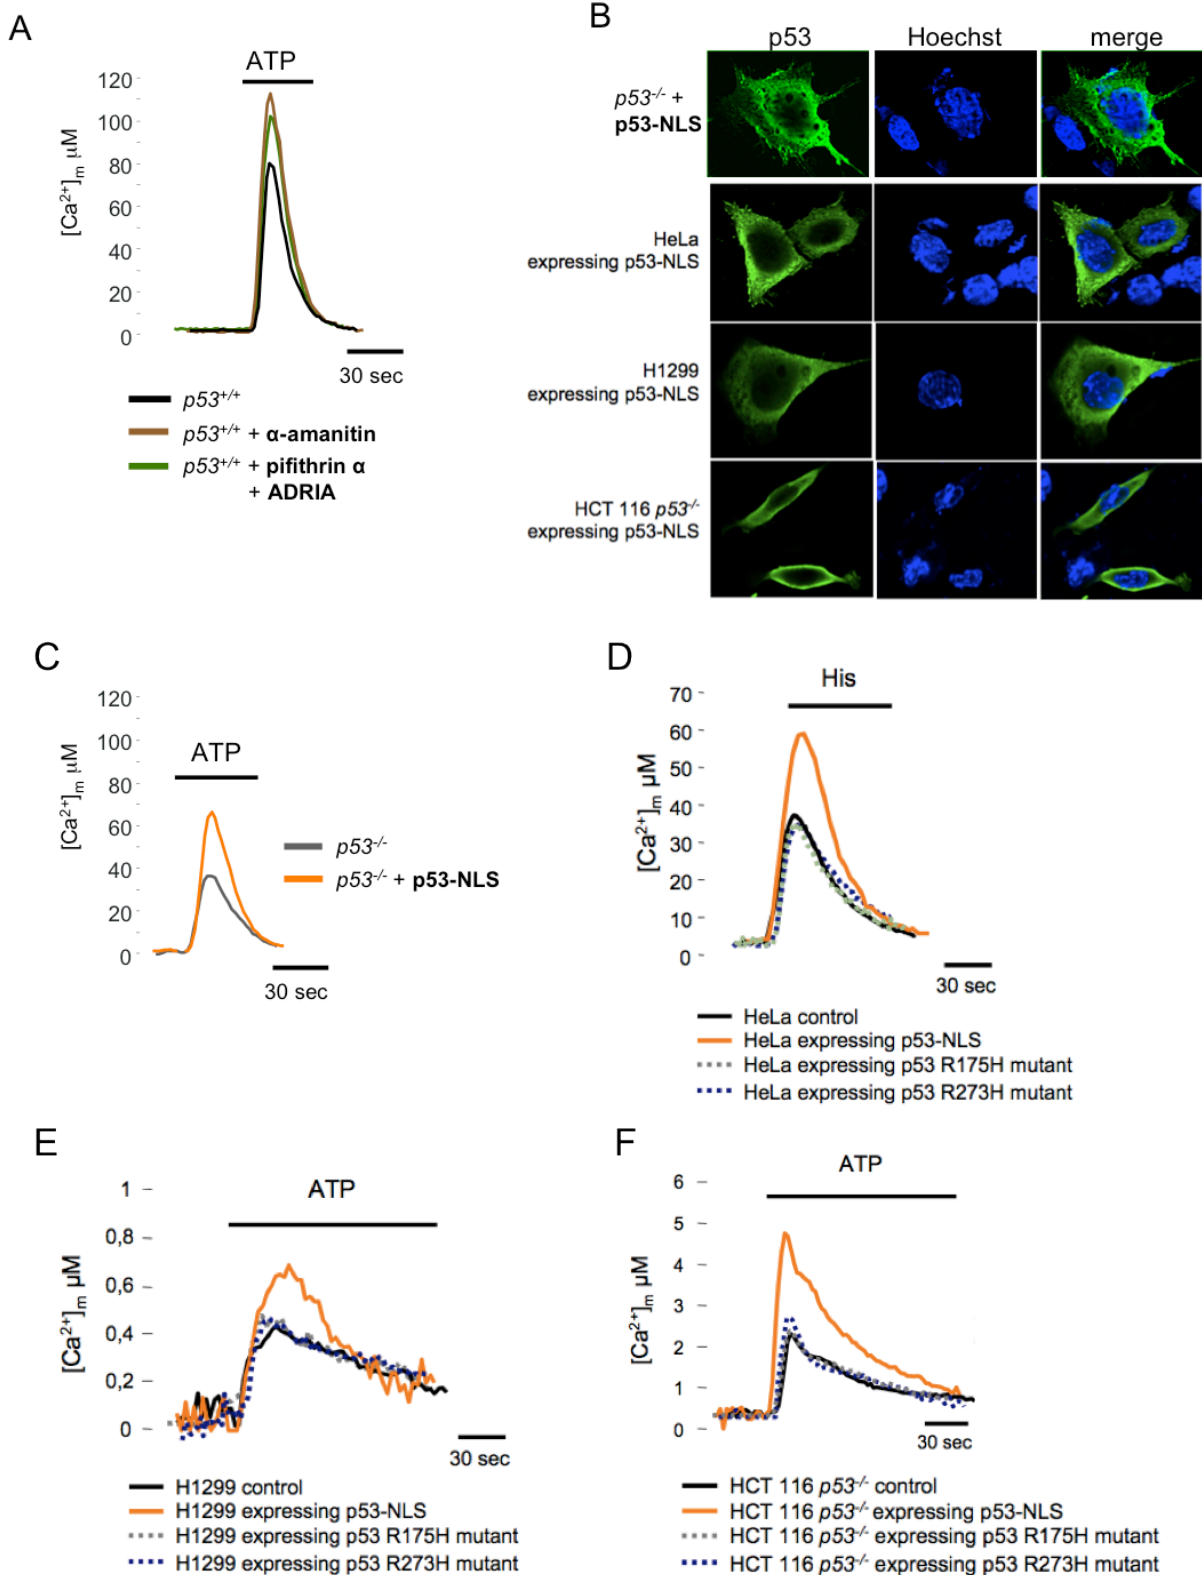 A
ATP
120
100
80
60
40
20
0
[Ca²⁺]ₘ µM
30 sec
p53⁺/⁺
p53⁺/⁺ + α-amanitin
p53⁺/⁺ + pifithrin α
+ ADRIA
B
p53 Hoechst merge
p53⁻/⁻ +
p53-NLS
HeLa
expressing p53-NLS
H1299
expressing p53-NLS
HCT 116 p53⁻/⁻
expressing p53-NLS
C
120
100
80
60
40
20
0
[Ca²⁺]ₘ µM
ATP
p53⁻/⁻
p53⁻/⁻ + p53-NLS
30 sec
D
His
70
60
50
40
30
20
10
0
[Ca²⁺]ₘ µM
30 sec
HeLa control
HeLa expressing p53-NLS
HeLa expressing p53 R175H mutant
HeLa expressing p53 R273H mutant
E
ATP
1
0,8
0,6
0,4
0,2
0
[Ca²⁺]ₘ µM
30 sec
H1299 control
H1299 expressing p53-NLS
H1299 expressing p53 R175H mutant
H1299 expressing p53 R273H mutant
F
ATP
6
5
4
3
2
1
0
[Ca²⁺]ₘ µM
30 sec
HCT 116 p53⁻/⁻ control
HCT 116 p53⁻/⁻ expressing p53-NLS
HCT 116 p53⁻/⁻ expressing p53 R175H mutant
HCT 116 p53⁻/⁻ expressing p53 R273H mutant